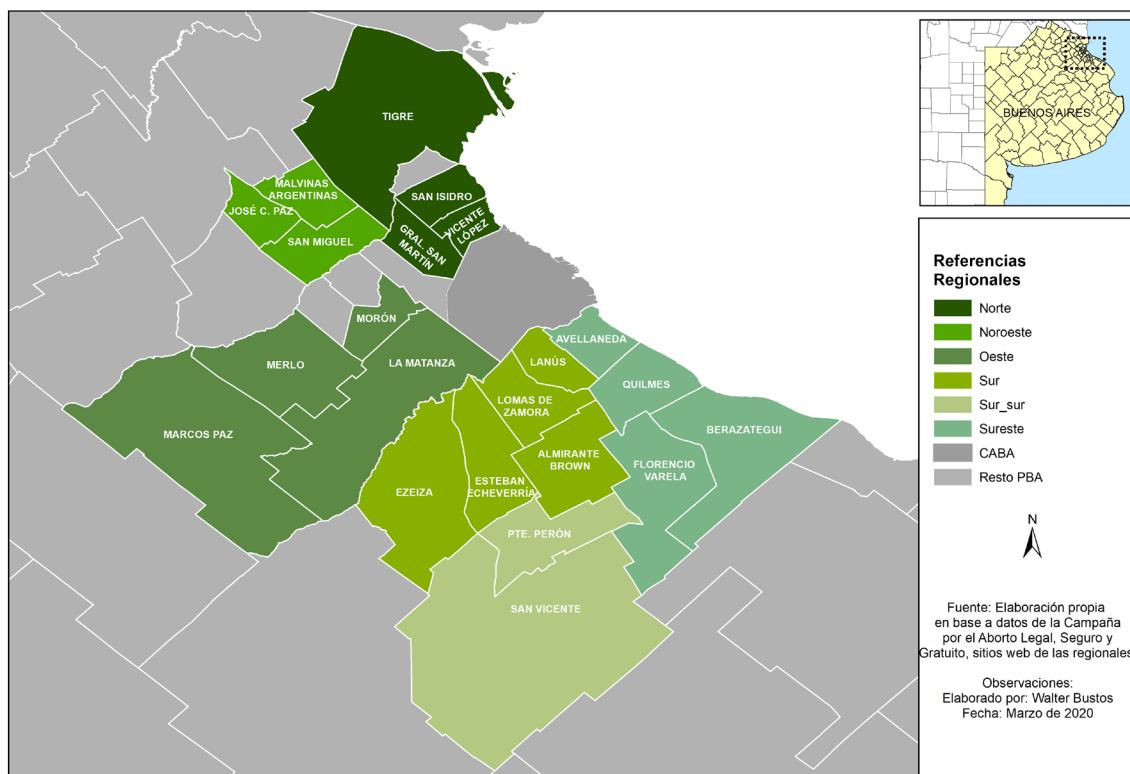 TIGRE
MALVINAS
ARGENTINAS
SAN ISIDRO
JOSÉ C. PAZ
VICENTE
LÓPEZ
GRAL. SAN
MARTÍN
SAN MIGUEL
MORÓN
AVELLANEDA
MERLO
LA MATANZA
LANÚS
QUILMES
LOMAS DE
ZAMORA
MARCOS PAZ
BERAZATEGUI
ALMIRANTE
BROWN
FLORENCIO
VARELA
EZEIZA
ESTEBAN
ECHEVERRÍA
PTE. PERÓN
SAN VICENTE
BUENOS AIRES
Referencias
Regionales
Norte
Noroeste
Oeste
Sur
Sur_sur
Sureste
CABA
Resto PBA
N
Fuente: Elaboración propia
en base a datos de la Campaña
por el Aborto Legal, Seguro y
Gratuito, sitios web de las regionales
Observaciones:
Elaborado por: Walter Bustos
Fecha: Marzo de 2020